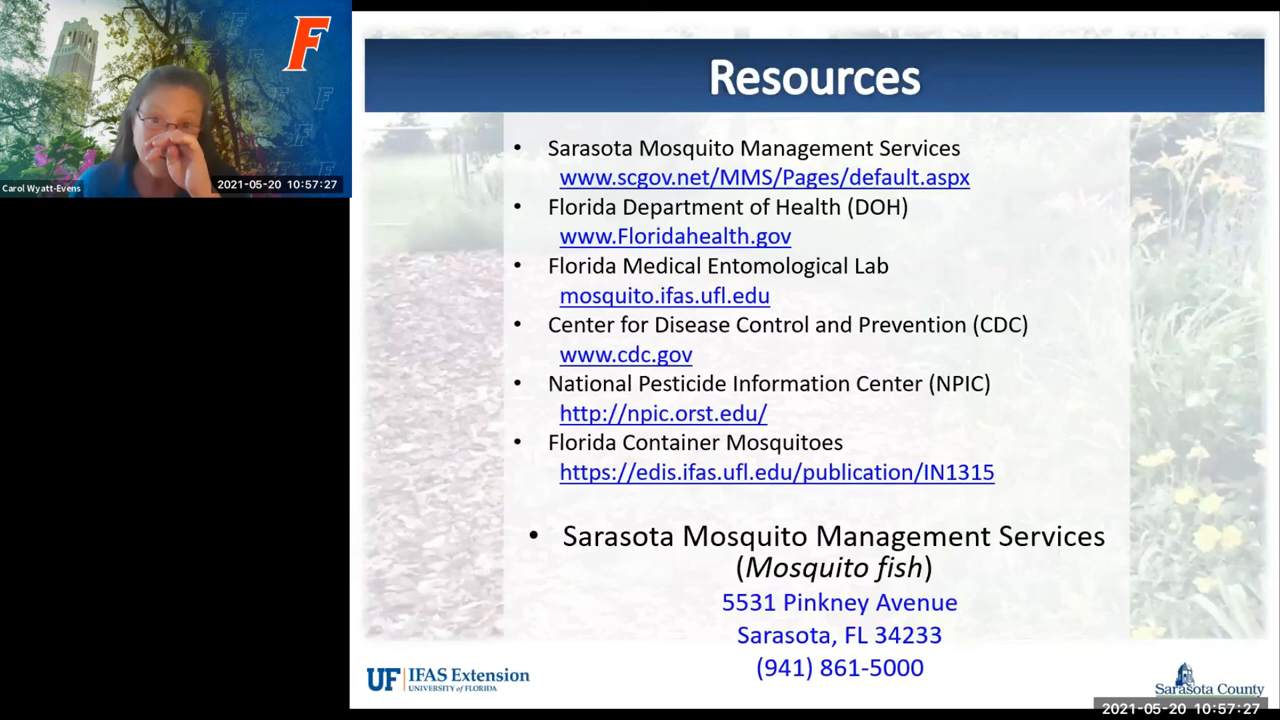 F
Carol Wyatt-Evens
2021-05-20 10:57:27
Resources
• Sarasota Mosquito Management Services
www.scgov.net/MMS/Pages/default.aspx
• Florida Department of Health (DOH)
www.Floridahealth.gov
• Florida Medical Entomological Lab
mosquito.ifas.ufl.edu
• Center for Disease Control and Prevention (CDC)
www.cdc.gov
• National Pesticide Information Center (NPIC)
http://npic.orst.edu/
• Florida Container Mosquitoes
https://edis.ifas.ufl.edu/publication/IN1315
• Sarasota Mosquito Management Services
(Mosquito fish)
5531 Pinkney Avenue
Sarasota, FL 34233
(941) 861-5000
UF IFAS Extension
UNIVERSITY of FLORIDA
Sarasota County
2021-05-20 10:57:27